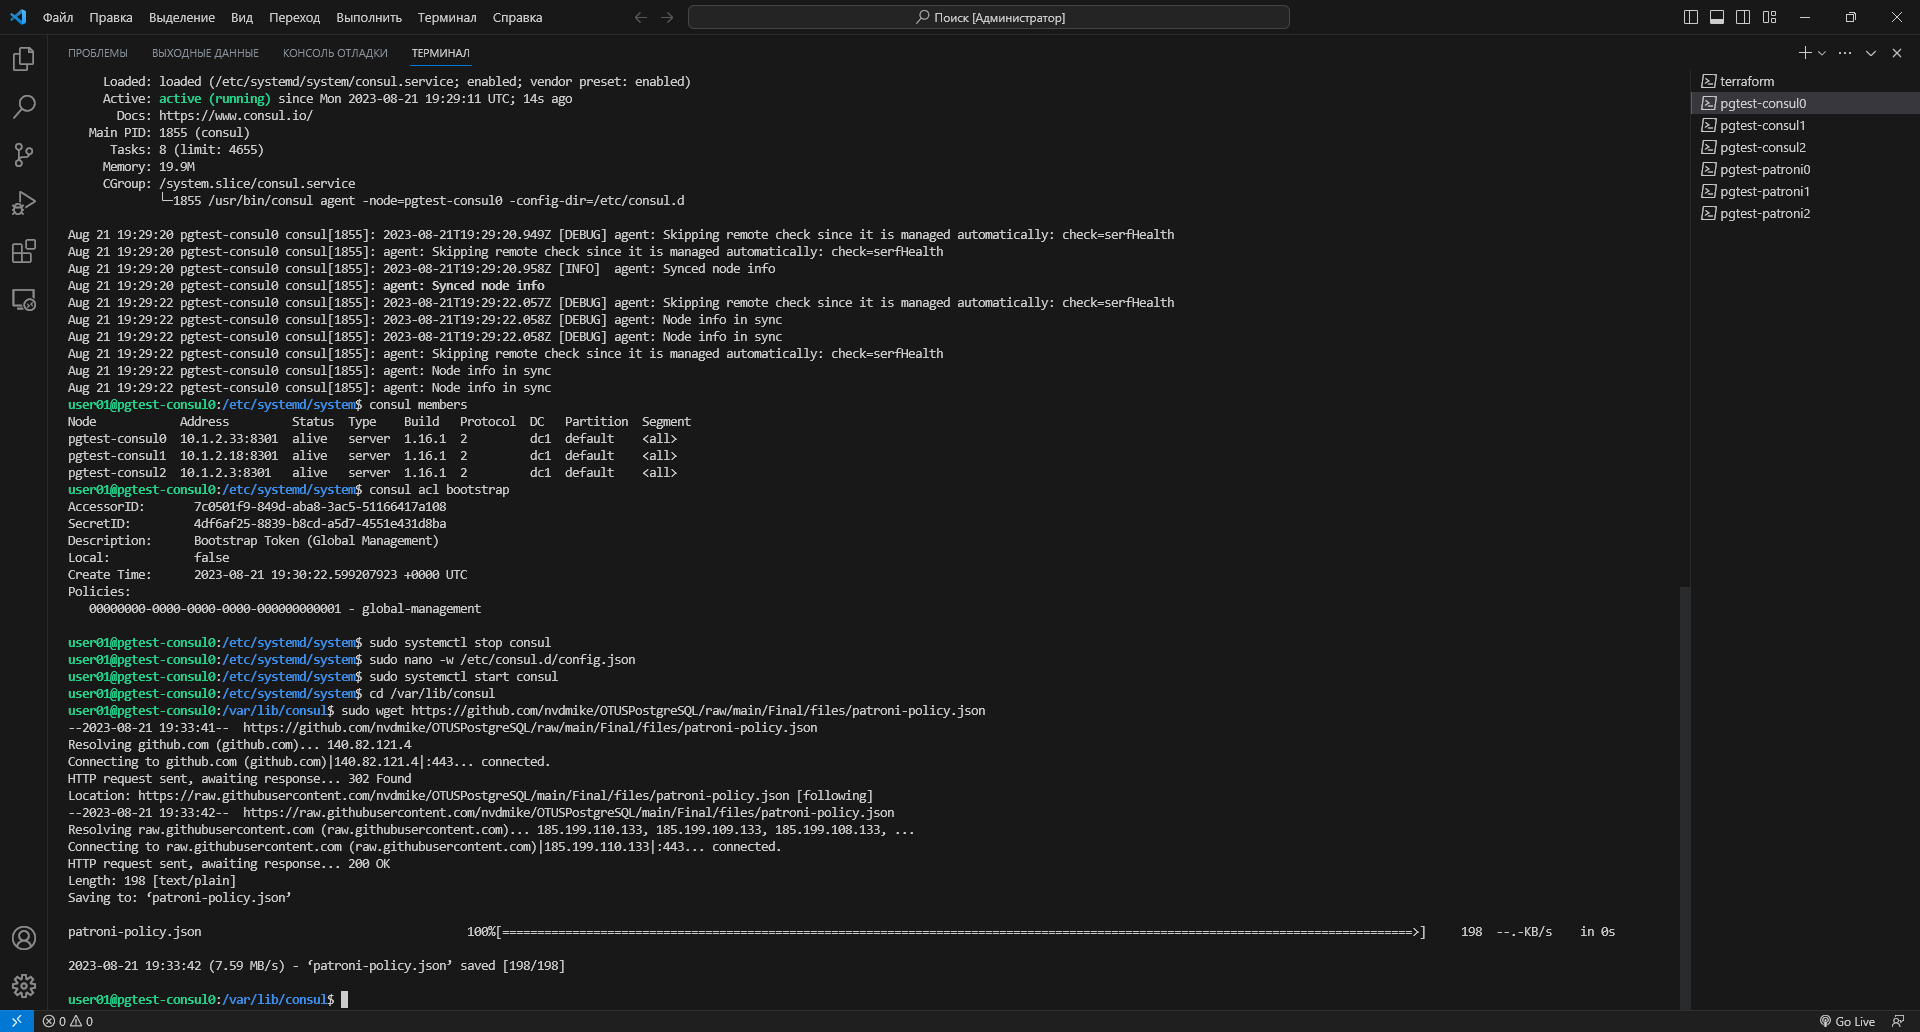 Файл Правка Выделение Вид Переход Выполнить Терминал Справка Поиск [Администратор]
ПРОБЛЕМЫ ВЫХОДНЫЕ ДАННЫЕ КОНСОЛЬ ОТЛАДКИ ТЕРМИНАЛ
Loaded: loaded (/etc/systemd/system/consul.service; enabled; vendor preset: enabled)
Active: active (running) since Mon 2023-08-21 19:29:11 UTC; 14s ago
Docs: https://www.consul.io/
Main PID: 1855 (consul)
Tasks: 8 (limit: 4655)
Memory: 19.9M
CGroup: /system.slice/consul.service
└─1855 /usr/bin/consul agent -node=pgtest-consul0 -config-dir=/etc/consul.d
Aug 21 19:29:20 pgtest-consul0 consul[1855]: 2023-08-21T19:29:20.949Z [DEBUG] agent: Skipping remote check since it is managed automatically: check=serfHealth
Aug 21 19:29:20 pgtest-consul0 consul[1855]: agent: Skipping remote check since it is managed automatically: check=serfHealth
Aug 21 19:29:20 pgtest-consul0 consul[1855]: 2023-08-21T19:29:20.958Z [INFO]  agent: Synced node info
Aug 21 19:29:20 pgtest-consul0 consul[1855]: agent: Synced node info
Aug 21 19:29:22 pgtest-consul0 consul[1855]: 2023-08-21T19:29:22.057Z [DEBUG] agent: Skipping remote check since it is managed automatically: check=serfHealth
Aug 21 19:29:22 pgtest-consul0 consul[1855]: 2023-08-21T19:29:22.058Z [DEBUG] agent: Node info in sync
Aug 21 19:29:22 pgtest-consul0 consul[1855]: 2023-08-21T19:29:22.058Z [DEBUG] agent: Node info in sync
Aug 21 19:29:22 pgtest-consul0 consul[1855]: agent: Skipping remote check since it is managed automatically: check=serfHealth
Aug 21 19:29:22 pgtest-consul0 consul[1855]: agent: Node info in sync
Aug 21 19:29:22 pgtest-consul0 consul[1855]: agent: Node info in sync
user01@pgtest-consul0:/etc/systemd/system$ consul members
Node Address Status Type Build Protocol DC Partition Segment
pgtest-consul0 10.1.2.33:8301 alive server 1.16.1 2 dc1 default <all>
pgtest-consul1 10.1.2.18:8301 alive server 1.16.1 2 dc1 default <all>
pgtest-consul2 10.1.2.3:8301 alive server 1.16.1 2 dc1 default <all>
user01@pgtest-consul0:/etc/systemd/system$ consul acl bootstrap
AccessorID: 7c0501f9-849d-aba8-3ac5-51166417a108
SecretID: 4df6af25-8839-b8cd-a5d7-4551e431d8ba
Description: Bootstrap Token (Global Management)
Local: false
Create Time: 2023-08-21 19:30:22.599207923 +0000 UTC
Policies:
00000000-0000-0000-0000-000000000001 - global-management
user01@pgtest-consul0:/etc/systemd/system$ sudo systemctl stop consul
user01@pgtest-consul0:/etc/systemd/system$ sudo nano -w /etc/consul.d/config.json
user01@pgtest-consul0:/etc/systemd/system$ sudo systemctl start consul
user01@pgtest-consul0:/etc/systemd/system$ cd /var/lib/consul
user01@pgtest-consul0:/var/lib/consul$ sudo wget https://github.com/nvdmike/OTUSPostgreSQL/raw/main/Final/files/patroni-policy.json
--2023-08-21 19:33:41-- https://github.com/nvdmike/OTUSPostgreSQL/raw/main/Final/files/patroni-policy.json
Resolving github.com (github.com)... 140.82.121.4
Connecting to github.com (github.com)|140.82.121.4|:443... connected.
HTTP request sent, awaiting response... 302 Found
Location: https://raw.githubusercontent.com/nvdmike/OTUSPostgreSQL/main/Final/files/patroni-policy.json [following]
--2023-08-21 19:33:42-- https://raw.githubusercontent.com/nvdmike/OTUSPostgreSQL/main/Final/files/patroni-policy.json
Resolving raw.githubusercontent.com (raw.githubusercontent.com)... 185.199.110.133, 185.199.109.133, 185.199.108.133, ...
Connecting to raw.githubusercontent.com (raw.githubusercontent.com)|185.199.110.133|:443... connected.
HTTP request sent, awaiting response... 200 OK
Length: 198 [text/plain]
Saving to: ‘patroni-policy.json’
patroni-policy.json 100%[==================================================================================================================================>] 198 --.-KB/s in 0s
2023-08-21 19:33:42 (7.59 MB/s) - ‘patroni-policy.json’ saved [198/198]
user01@pgtest-consul0:/var/lib/consul$
terraform
pgtest-consul0
pgtest-consul1
pgtest-consul2
pgtest-patroni0
pgtest-patroni1
pgtest-patroni2
0 0 Go Live